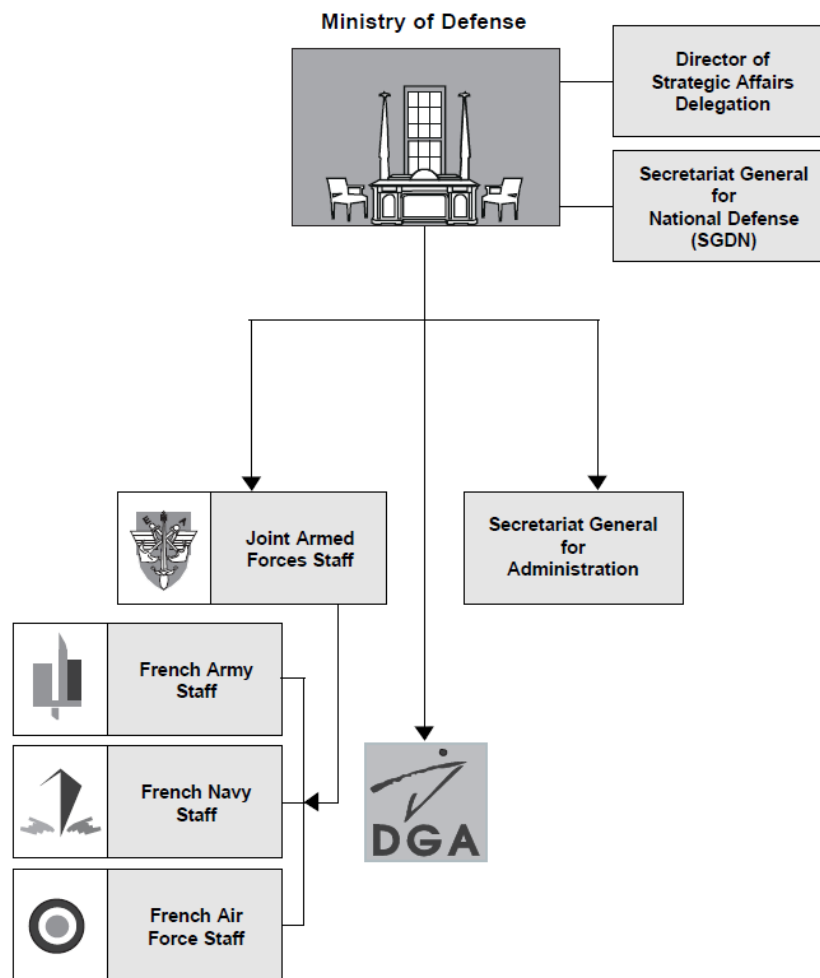 Ministry of Defense
Director of
Strategic Affairs
Delegation
Secretariat General
for
National Defense
(SGDN)
Joint Armed
Forces Staff
Secretariat General
for
Administration
French Army
Staff
French Navy
Staff
DGA
French Air
Force Staff